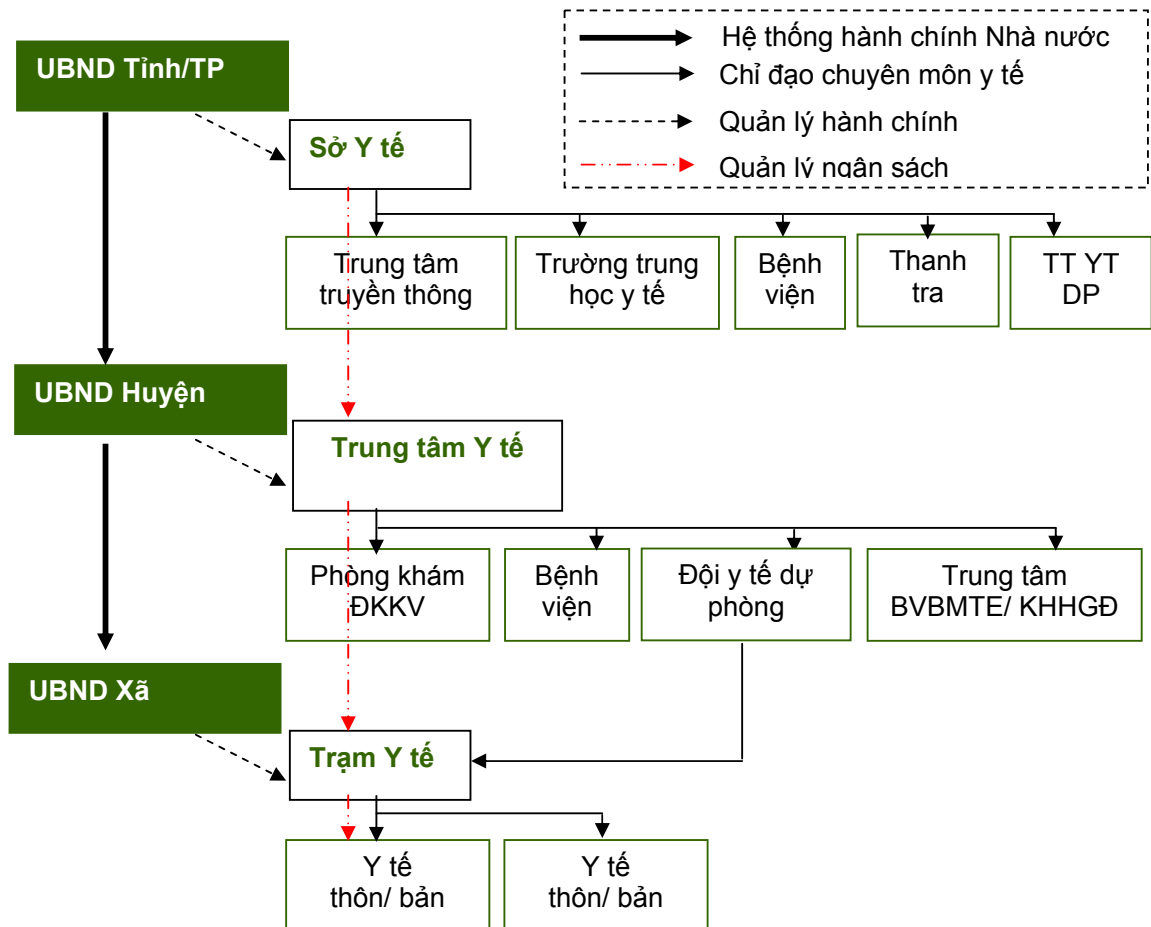 UBND Tỉnh/TP
Hệ thống hành chính Nhà nước
Chỉ đạo chuyên môn y tế
Quản lý hành chính
Quản lý ngân sách
Sở Y tế
Trung tâm
truyền thông
Trường trung
học y tế
Bệnh
viện
Thanh
tra
TT YT
DP
UBND Huyện
Trung tâm Y tế
Phòng khám
ĐKKV
Bệnh
viện
Đội y tế dự
phòng
Trung tâm
BVBMTE/ KHHGĐ
UBND Xã
Trạm Y tế
Y tế
thôn/ bản
Y tế
thôn/ bản